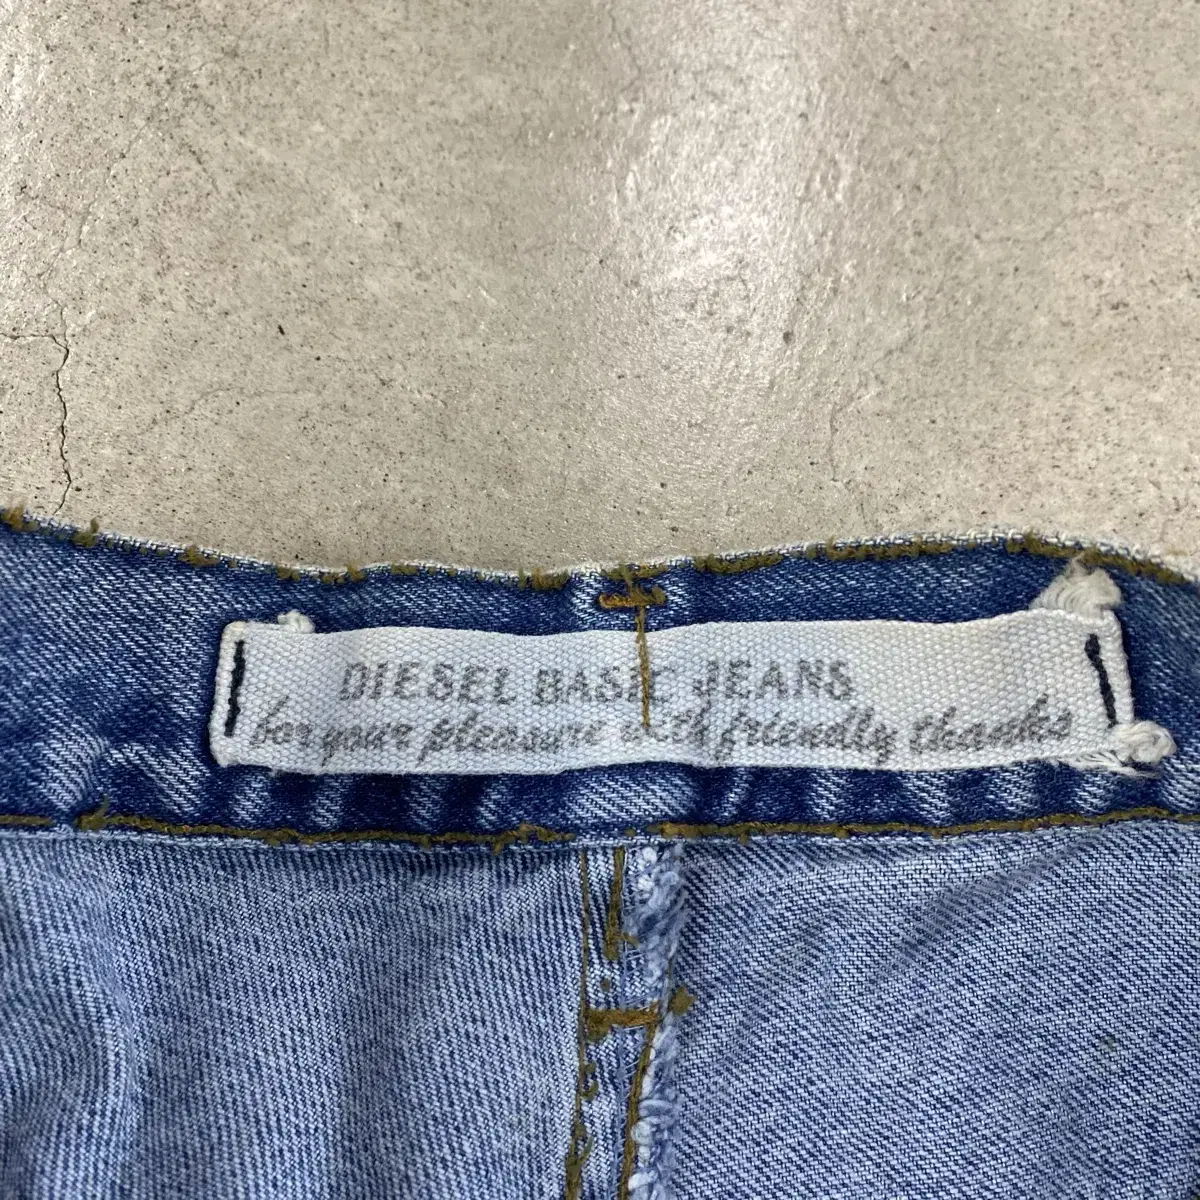 DIESEL BASIC JEANS
for your pleasure with friendly thanks